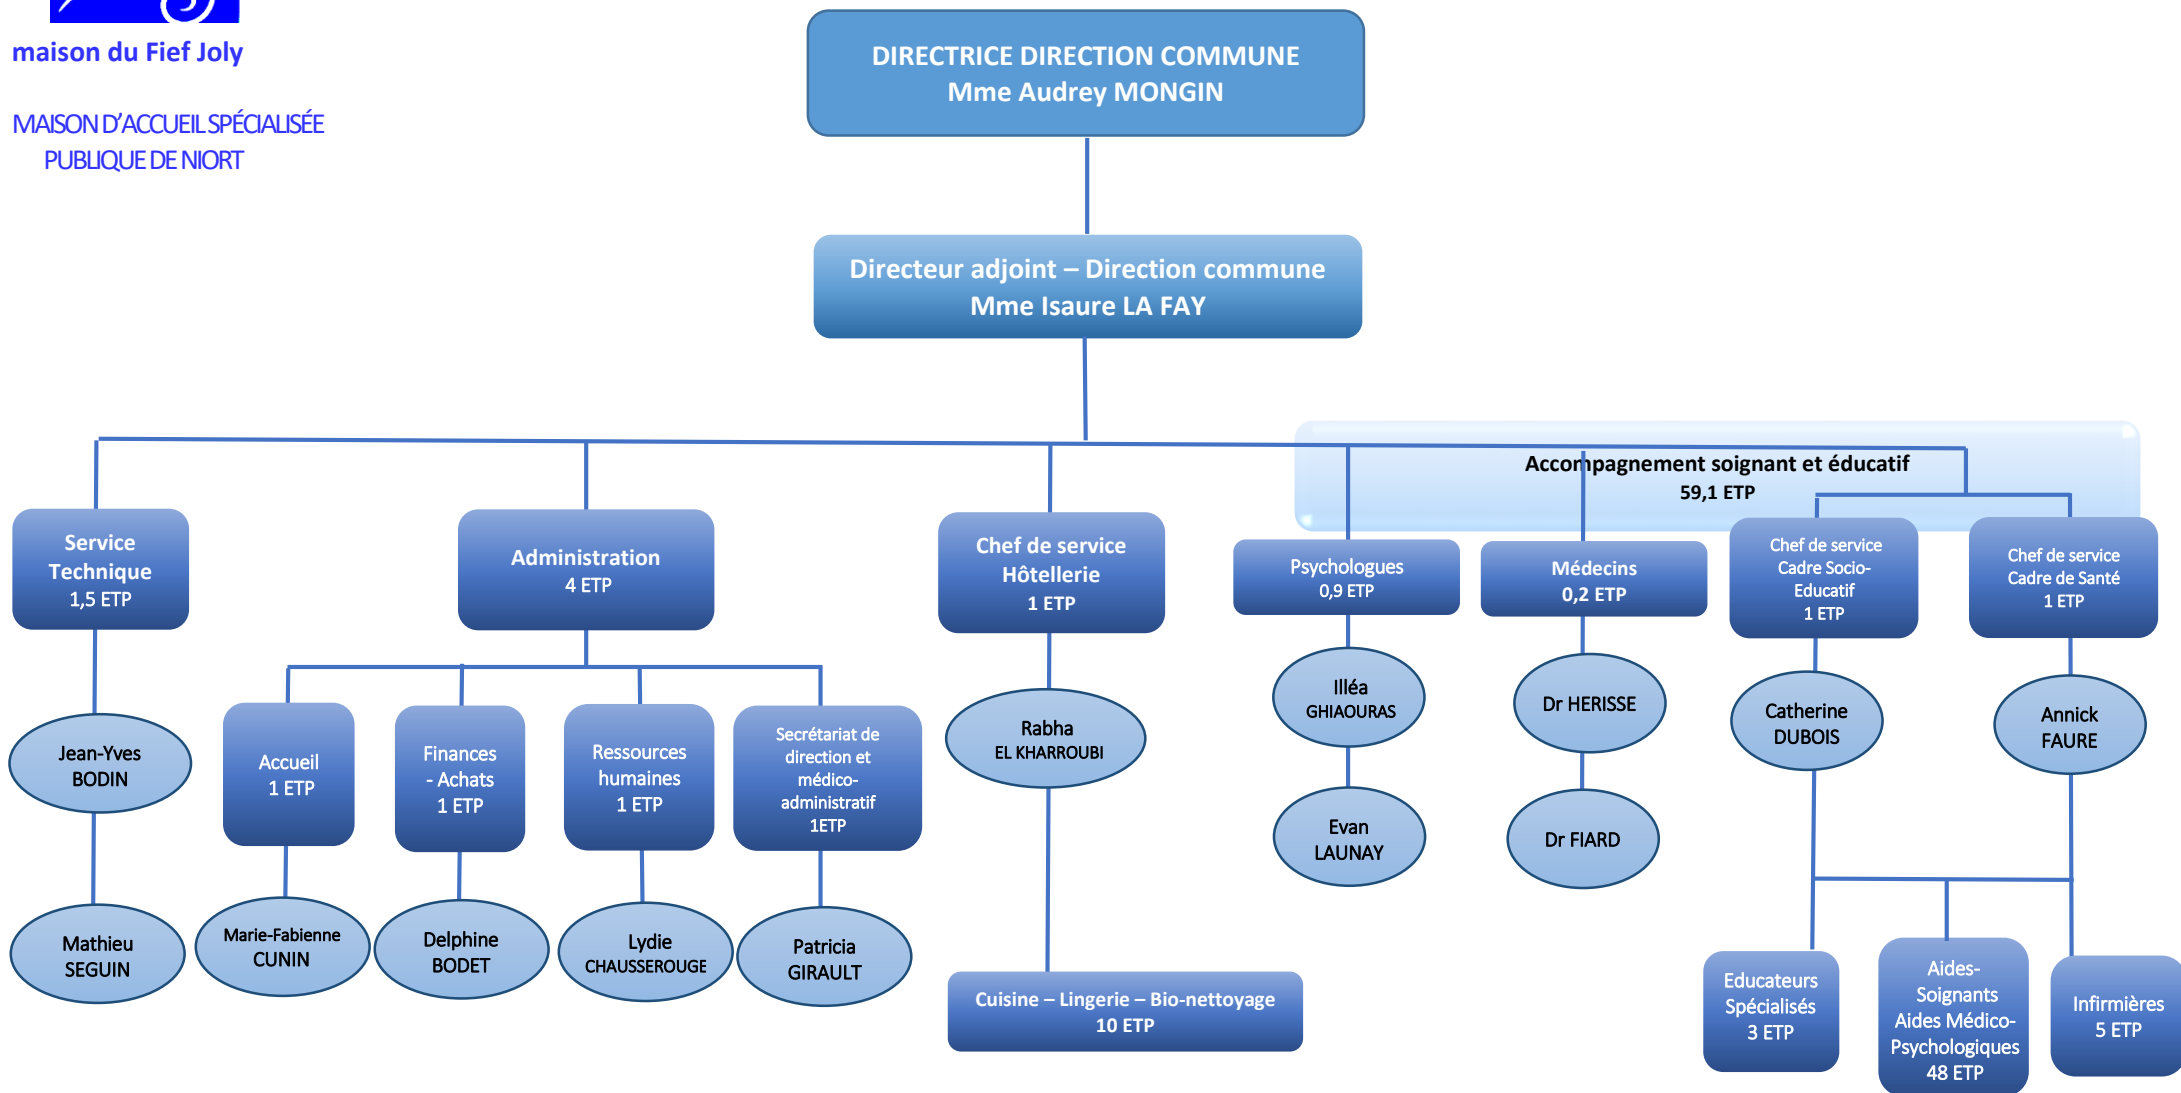 maison du Fief Joly
MAISON D'ACCUEIL SPÉCIALISÉE
PUBLIQUE DE NIORT
DIRECTRICE DIRECTION COMMUNE
Mme Audrey MONGIN
Directeur adjoint – Direction commune
Mme Isaure LA FAY
Accompagnement soignant et éducatif
59,1 ETP
Service
Technique
1,5 ETP
Administration
4 ETP
Chef de service
Hôtellerie
1 ETP
Psychologues
0,9 ETP
Médecins
0,2 ETP
Chef de service
Cadre Socio-
Educatif
1 ETP
Chef de service
Cadre de Santé
1 ETP
Jean-Yves
BODIN
Accueil
1 ETP
Finances
- Achats
1 ETP
Ressources
humaines
1 ETP
Secrétariat de
direction et
médico-
administratif
1ETP
Rabha
EL KHARROUBI
Illéa
GHIAOURAS
Dr HERISSE
Catherine
DUBOIS
Annick
FAURE
Evan
LAUNAY
Dr FIARD
Mathieu
SEGUIN
Marie-Fabienne
CUNIN
Delphine
BODET
Lydie
CHAUSSEROUGE
Patricia
GIRAULT
Cuisine – Lingerie – Bio-nettoyage
10 ETP
Educateurs
Spécialisés
3 ETP
Aides-
Soignants
Aides Médico-
Psychologiques
48 ETP
Infirmières
5 ETP